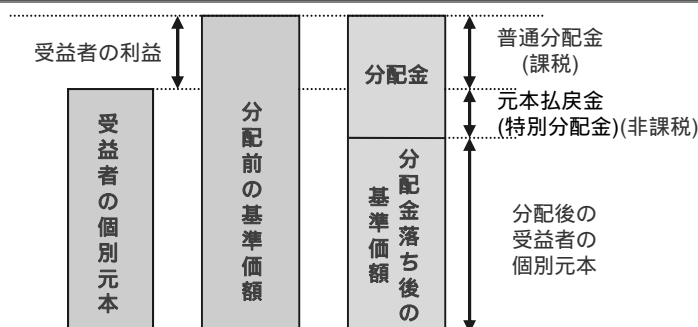 受益者の利益
受益者の個別元本
分配前の基準価額
分配金
分配金落ち後の
基準価額
普通分配金
(課税)
元本払戻金
(特別分配金)(非課税)
分配後の
受益者の
個別元本